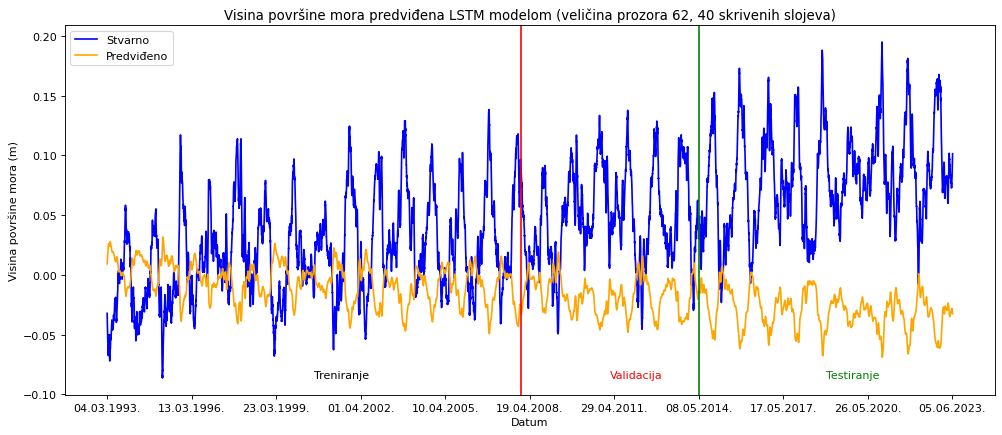 Visina površine mora predviđena LSTM modelom (veličina prozora 62, 40 skrivenih slojeva)
Stvarno
Predviđeno
Visina površine mora (m)
0.20
0.15
0.10
0.05
0.00
−0.05
−0.10
Treniranje
Validacija
Testiranje
04.03.1993.
13.03.1996.
23.03.1999.
01.04.2002.
10.04.2005.
19.04.2008.
29.04.2011.
08.05.2014.
17.05.2017.
26.05.2020.
05.06.2023.
Datum